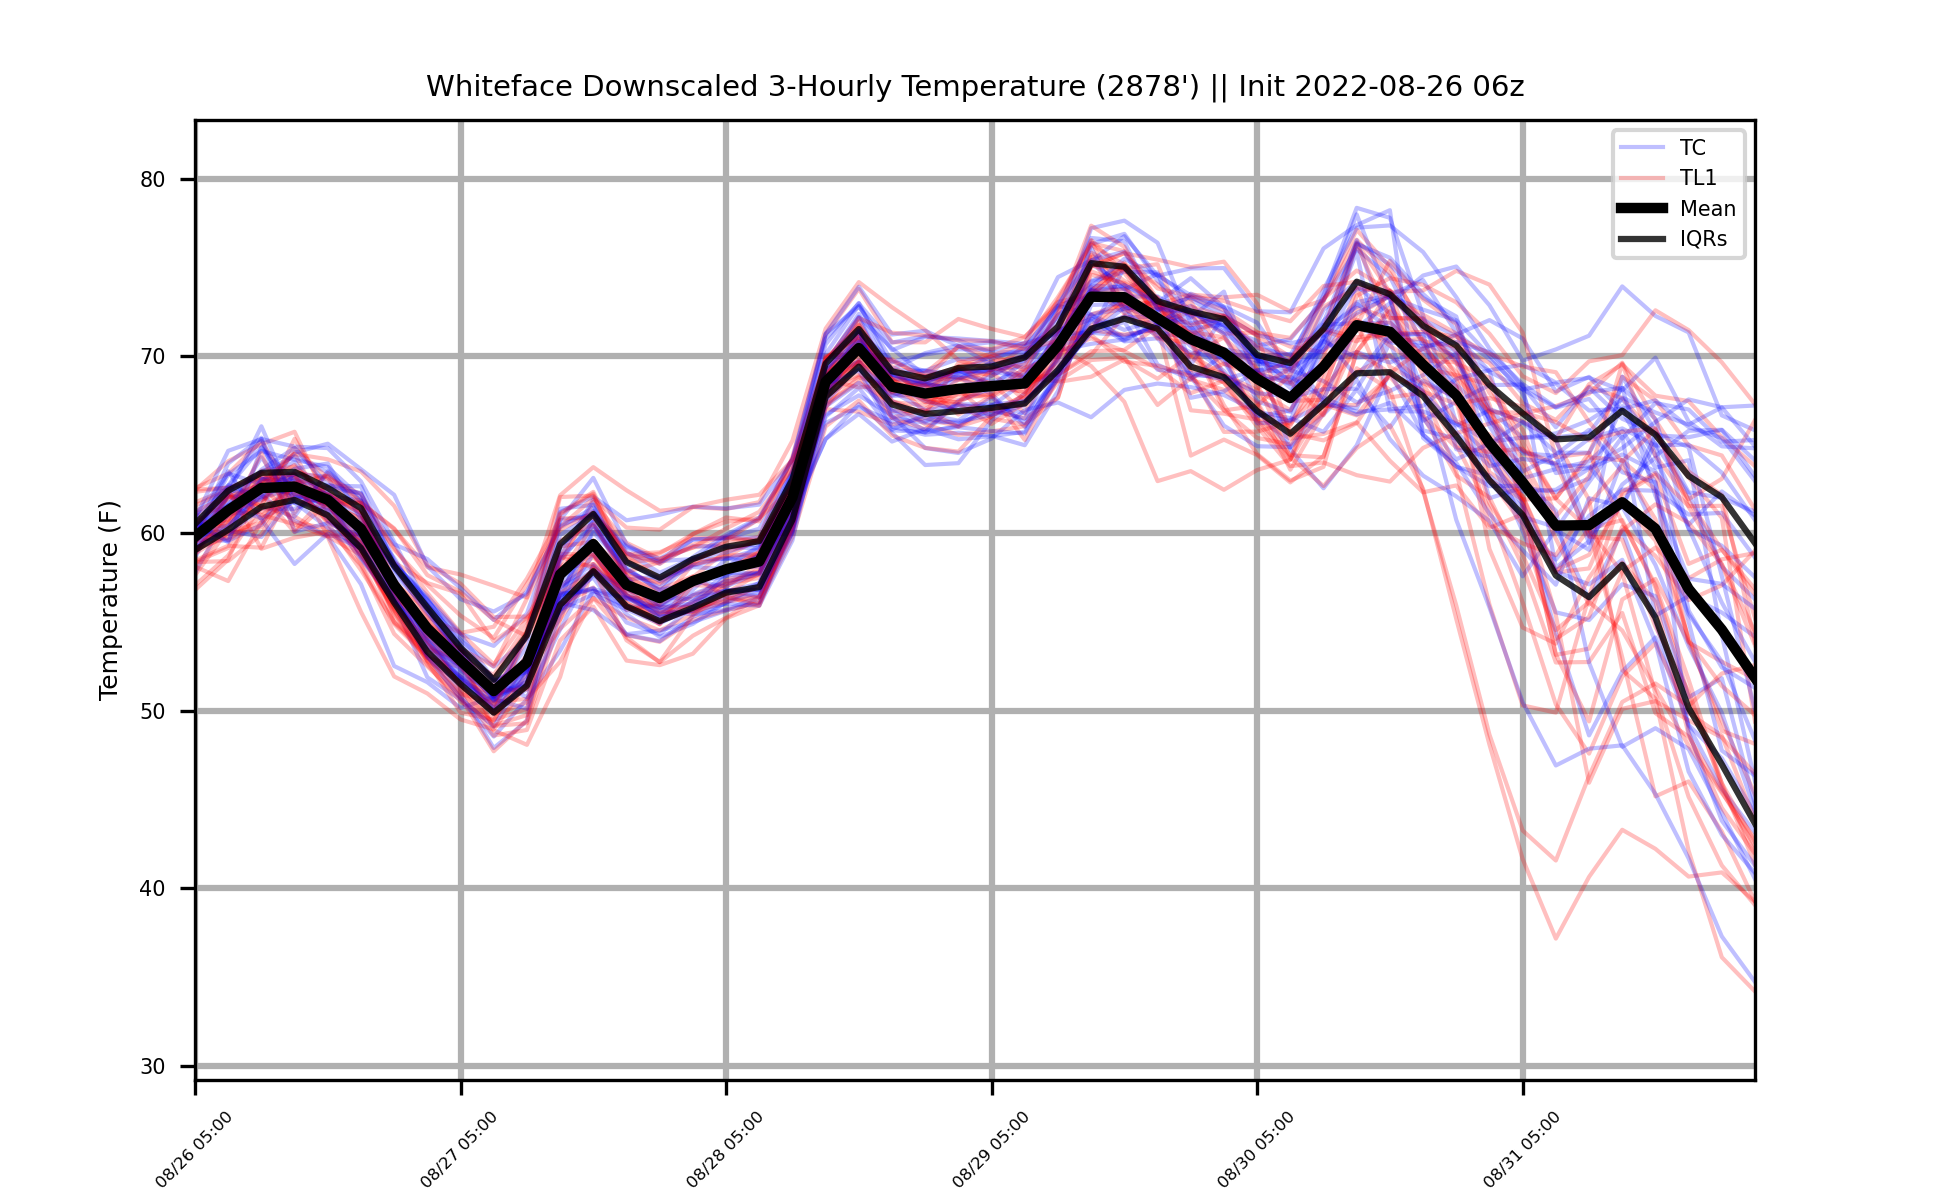 Whiteface Downscaled 3-Hourly Temperature (2878') || Init 2022-08-26 06z
TC
TL1
Mean
IQRs
Temperature (F)
80
70
60
50
40
30
08/26 05:00
08/27 05:00
08/28 05:00
08/29 05:00
08/30 05:00
08/31 05:00